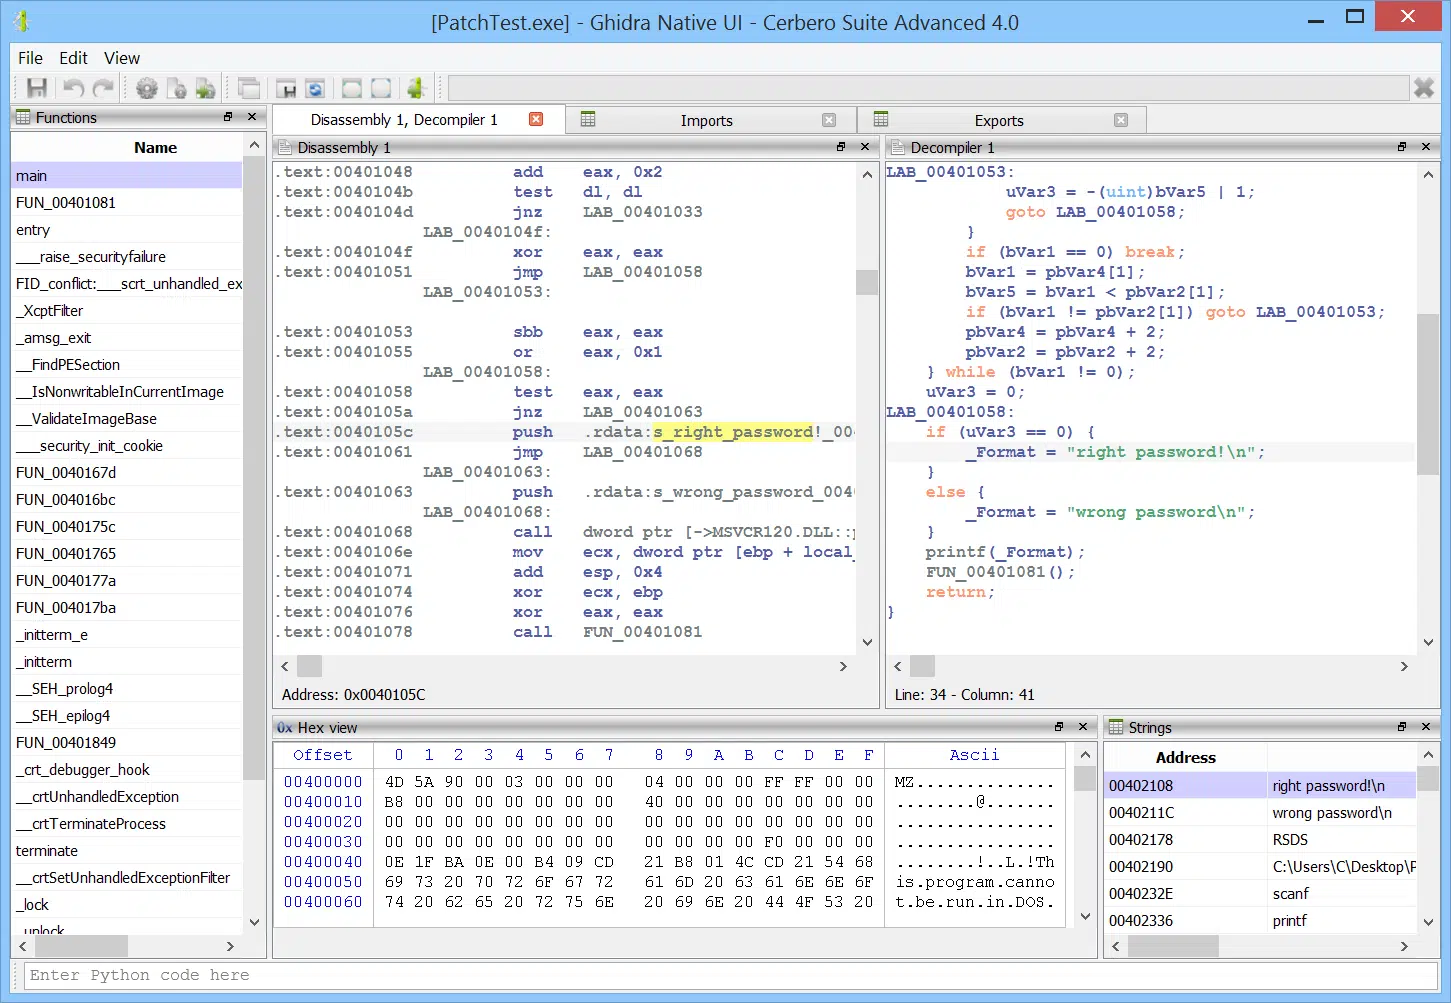 [PatchTest.exe] - Ghidra Native UI - Cerbero Suite Advanced 4.0
File Edit View
Functions
Name
main
FUN_00401081
entry
___raise_securityfailure
FID_conflict:___scrt_unhandled_ex
_XcptFilter
_amsg_exit
__FindPESection
__IsNonwritableInCurrentImage
__ValidateImageBase
___security_init_cookie
FUN_0040167d
FUN_004016bc
FUN_0040175c
FUN_00401765
FUN_0040177a
FUN_004017ba
_initterm_e
_initterm
__SEH_prolog4
__SEH_epilog4
FUN_00401849
_crt_debugger_hook
__crtUnhandledException
__crtTerminateProcess
terminate
__crtSetUnhandledExceptionFilter
_lock
_unlock
Disassembly 1, Decompiler 1
Imports
Exports
Disassembly 1
.text:00401048 add eax, 0x2
.text:0040104b test dl, dl
.text:0040104d jnz LAB_00401033
LAB_0040104f:
.text:0040104f xor eax, eax
.text:00401051 jmp LAB_00401058
LAB_00401053:
.text:00401053 sbb eax, eax
.text:00401055 or eax, 0x1
LAB_00401058:
.text:00401058 test eax, eax
.text:0040105a jnz LAB_00401063
.text:0040105c push .rdata:s_right_password!_00
.text:00401061 jmp LAB_00401068
LAB_00401063:
.text:00401063 push .rdata:s_wrong_password_004
LAB_00401068:
.text:00401068 call dword ptr [->MSVCR120.DLL::
.text:0040106e mov ecx, dword ptr [ebp + local_
.text:00401071 add esp, 0x4
.text:00401074 xor ecx, ebp
.text:00401076 xor eax, eax
.text:00401078 call FUN_00401081
Address: 0x0040105C
Decompiler 1
LAB_00401053:
uVar3 = -(uint)bVar5 | 1;
goto LAB_00401058;
}
if (bVar1 == 0) break;
bVar1 = pbVar4[1];
bVar5 = bVar1 < pbVar2[1];
if (bVar1 != pbVar2[1]) goto LAB_00401053;
pbVar4 = pbVar4 + 2;
pbVar2 = pbVar2 + 2;
} while (bVar1 != 0);
uVar3 = 0;
LAB_00401058:
if (uVar3 == 0) {
_Format = "right password!\n";
}
else {
_Format = "wrong password\n";
}
printf(_Format);
FUN_00401081();
return;
}
Line: 34 - Column: 41
0x Hex view
Offset 0 1 2 3 4 5 6 7 8 9 A B C D E F Ascii
00400000 4D 5A 90 00 03 00 00 00 04 00 00 00 FF FF 00 00 MZ..............
00400010 B8 00 00 00 00 00 00 00 40 00 00 00 00 00 00 00 ........@.......
00400020 00 00 00 00 00 00 00 00 00 00 00 00 00 00 00 00 ................
00400030 00 00 00 00 00 00 00 00 00 00 00 00 F0 00 00 00 ................
00400040 0E 1F BA 0E 00 B4 09 CD 21 B8 01 4C CD 21 54 68 ........!..L.!Th
00400050 69 73 20 70 72 6F 67 72 61 6D 20 63 61 6E 6E 6F is.program.canno
00400060 74 20 62 65 20 72 75 6E 20 69 6E 20 44 4F 53 20 t.be.run.in.DOS.
Strings
Address
00402108 right password!\n
0040211C wrong password\n
00402178 RSDS
00402190 C:\Users\C\Desktop\P
0040232E scanf
00402336 printf
Enter Python code here